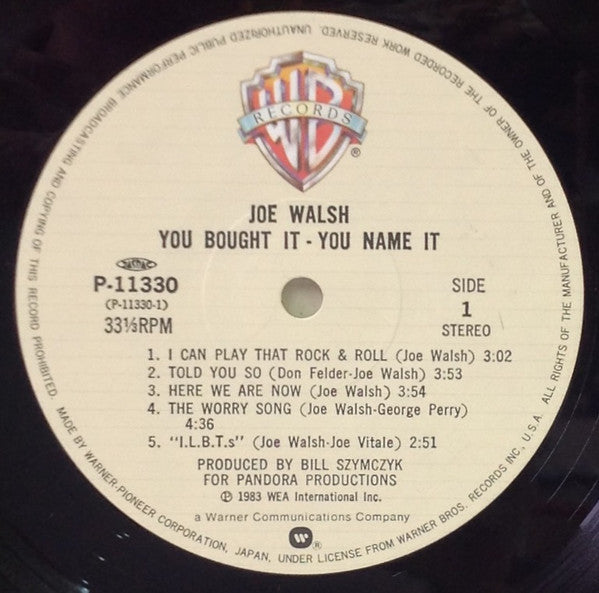 WB
RECORDS
®
JOE WALSH
YOU BOUGHT IT - YOU NAME IT
JASRAC
P-11330
(P-11330-1)
33⅓RPM
SIDE
1
STEREO
1. I CAN PLAY THAT ROCK & ROLL (Joe Walsh) 3:02
2. TOLD YOU SO (Don Felder-Joe Walsh) 3:53
3. HERE WE ARE NOW (Joe Walsh) 3:54
4. THE WORRY SONG (Joe Walsh-George Perry)
4:36
5. “I.L.B.T.s” (Joe Walsh-Joe Vitale) 2:51
PRODUCED BY BILL SZYMCZYK
FOR PANDORA PRODUCTIONS
Ⓟ 1983 WEA International Inc.
a Warner Communications Company
W®
MADE BY WARNER-PIONEER CORPORATION, JAPAN, UNDER LICENSE FROM WARNER BROS. RECORDS INC, U.S.A. ALL RIGHTS OF THE MANUFACTURER AND OF THE OWNER OF THE RECORDED WORK RESERVED. UNAUTHORIZED PUBLIC PERFORMANCE BROADCASTING AND COPYING OF THIS RECORD PROHIBITED.